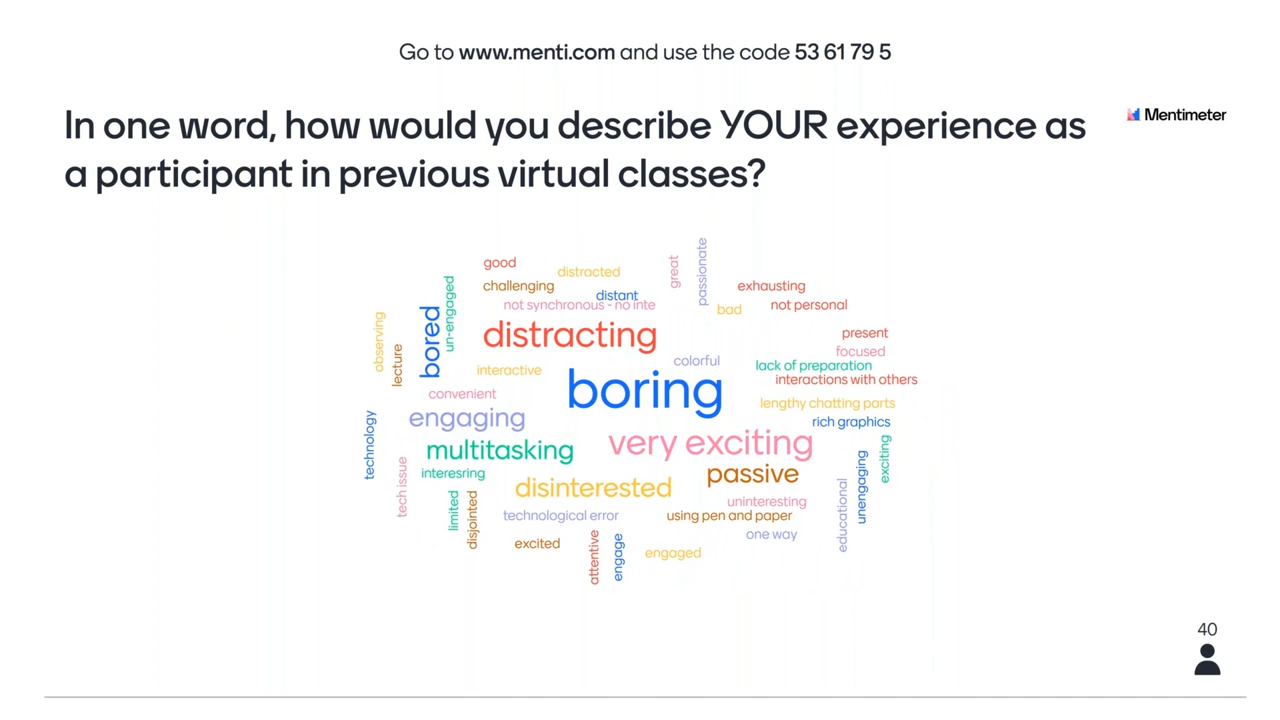 Go to www.menti.com and use the code 53 61 79 5
In one word, how would you describe YOUR experience as
a participant in previous virtual classes?
Mentimeter
good
distracted
great
passionate
challenging
distant
exhausting
un-engaged
not synchronous - no inte
bad
not personal
observing
lecture
bored
distracting
present
focused
colorful
lack of preparation
interactive
boring
interactions with others
convenient
lengthy chatting parts
engaging
rich graphics
technology
multitasking
very exciting
exciting
tech issue
interesring
passive
unengaging
disinterested
uninteresting
educational
limited
disjointed
technological error
using pen and paper
one way
excited
attentive
engage
engaged
40